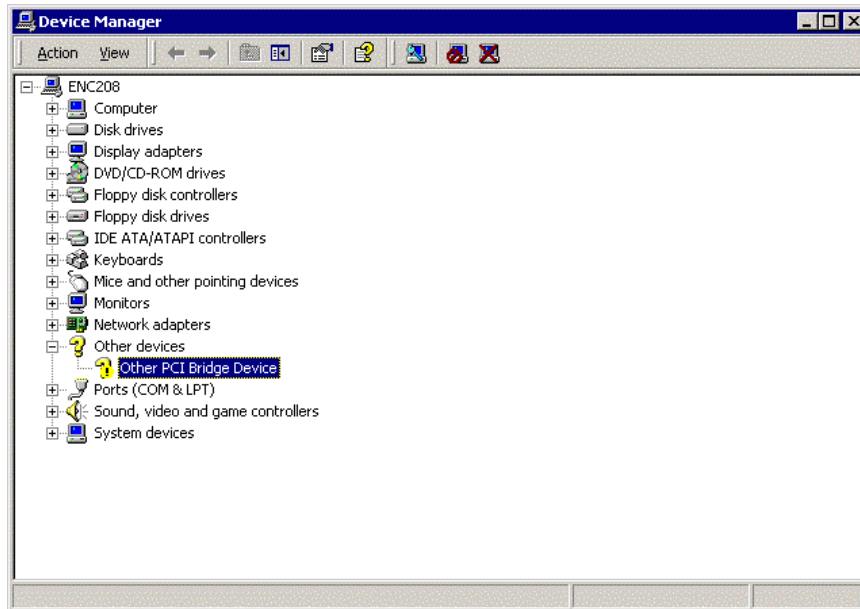 Device Manager
Action View
ENC208
Computer
Disk drives
Display adapters
DVD/CD-ROM drives
Floppy disk controllers
Floppy disk drives
IDE ATA/ATAPI controllers
Keyboards
Mice and other pointing devices
Monitors
Network adapters
Other devices
Other PCI Bridge Device
Ports (COM & LPT)
Sound, video and game controllers
System devices